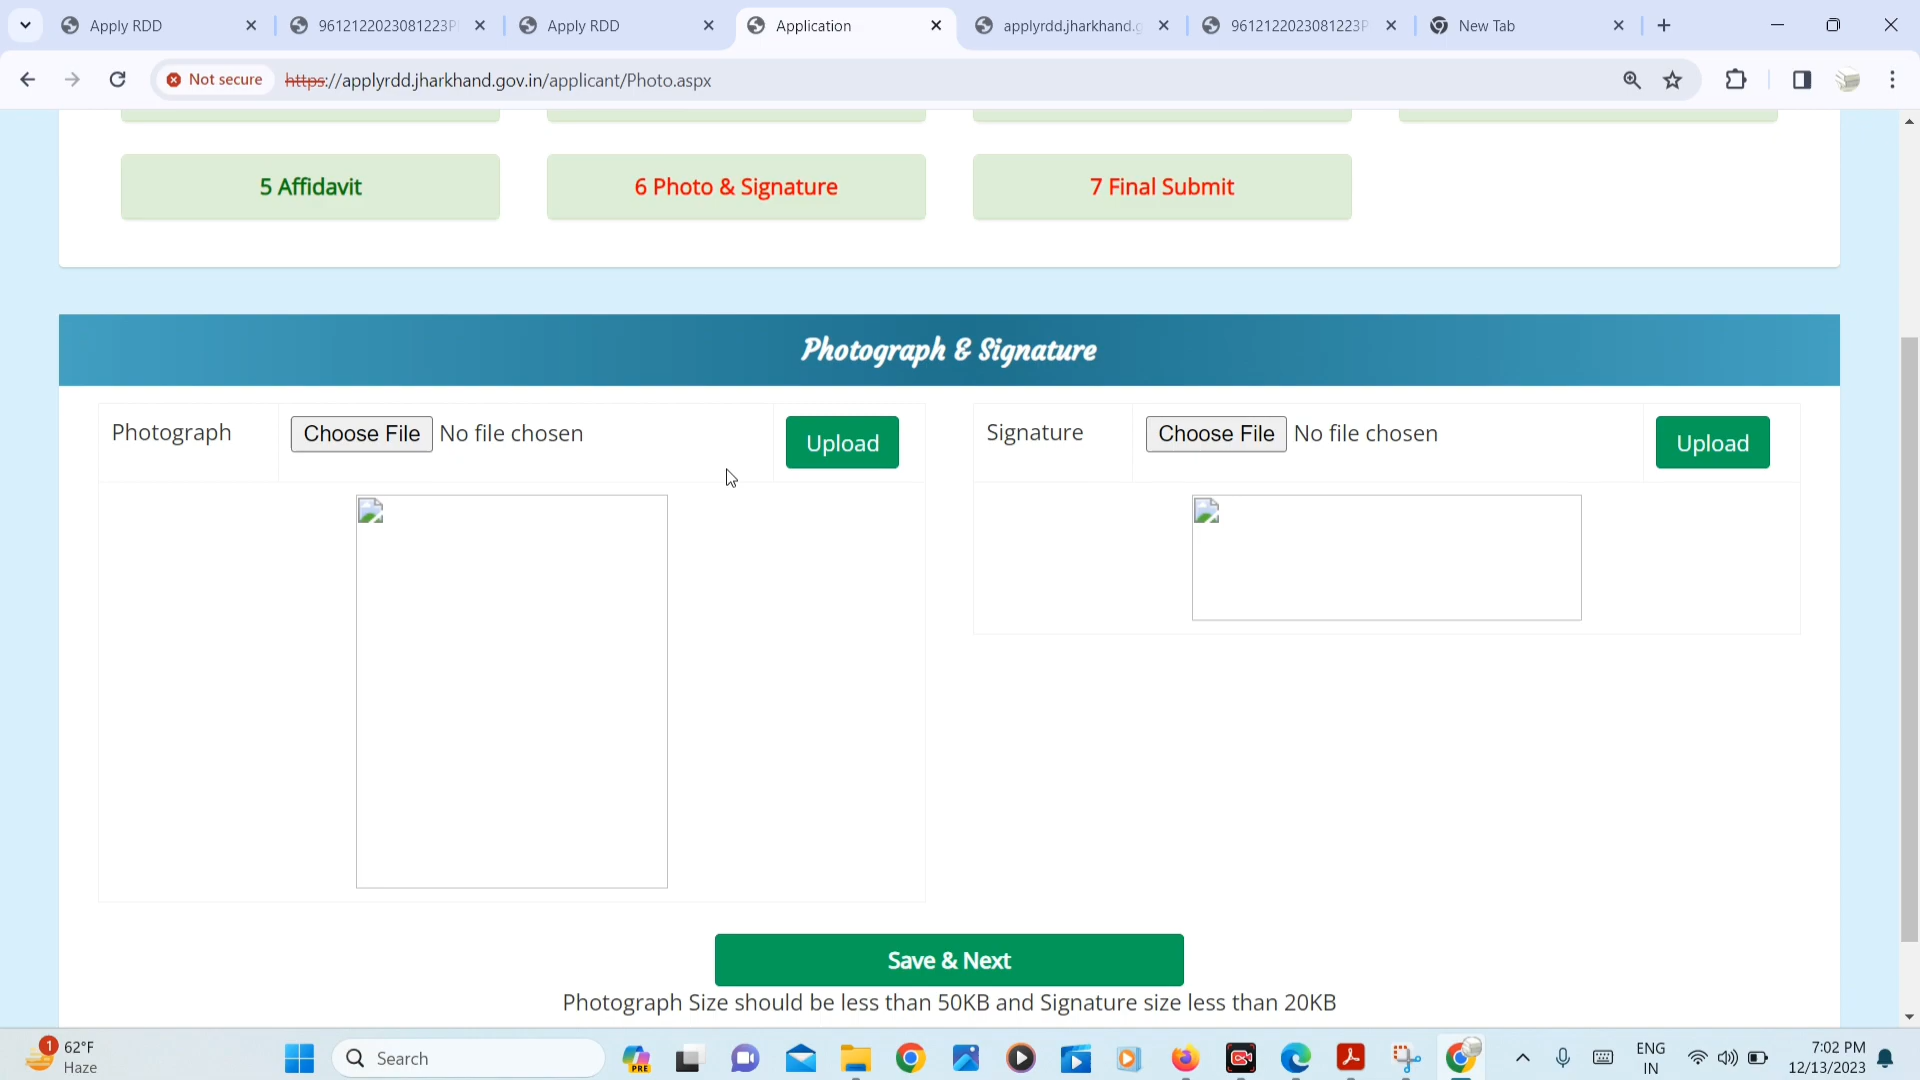 Apply RDD
9612122023081223P
Apply RDD
Application
applyrdd.jharkhand.g
9612122023081223P
New Tab
Not secure
https://applyrdd.jharkhand.gov.in/applicant/Photo.aspx
5 Affidavit
6 Photo & Signature
7 Final Submit
Photograph & Signature
Photograph
Choose File No file chosen
Upload
Signature
Choose File No file chosen
Upload
Save & Next
Photograph Size should be less than 50KB and Signature size less than 20KB
1
62°F
Haze
Search
PRE
ENG
IN
7:02 PM
12/13/2023